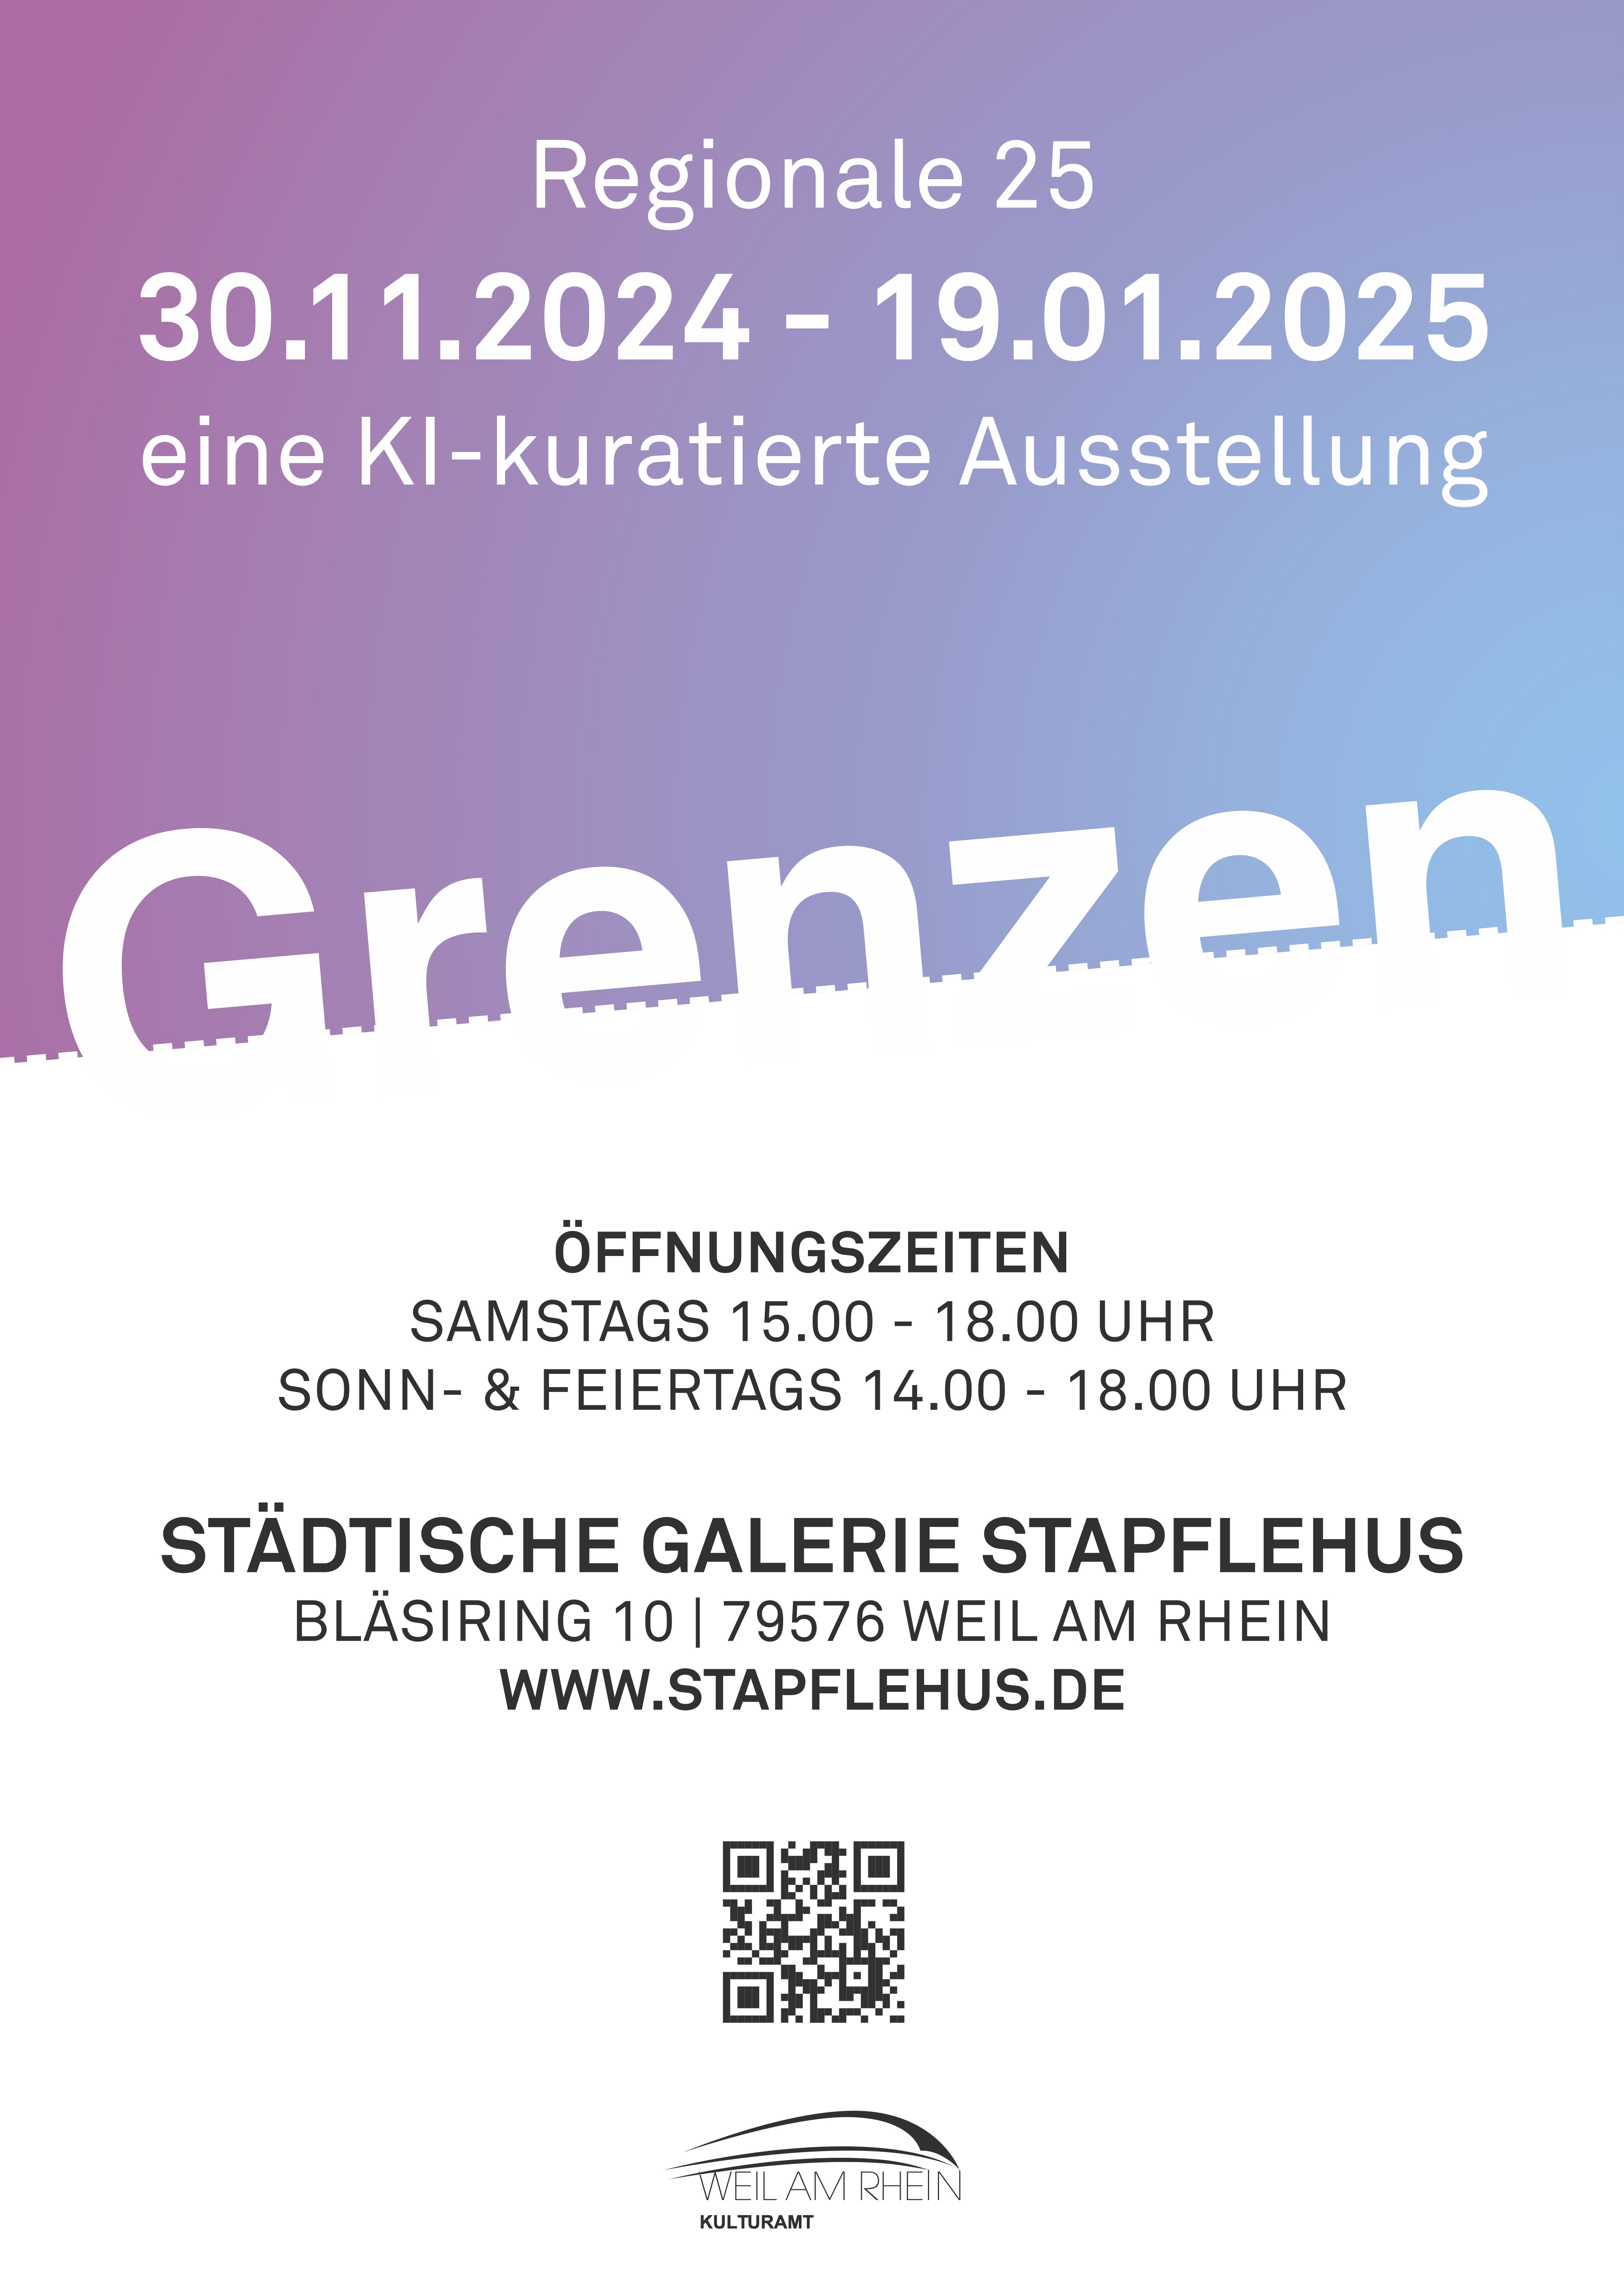 Regionale 25
30.11.2024 - 19.01.2025
eine KI-kuratierte Ausstellung
Grenzen
ÖFFNUNGSZEITEN
SAMSTAGS 15.00 - 18.00 UHR
SONN- & FEIERTAGS 14.00 - 18.00 UHR
STÄDTISCHE GALERIE STAPFLEHUS
BLÄSIRING 10 | 79576 WEIL AM RHEIN
WWW.STAPFLEHUS.DE
WEIL AM RHEIN
KULTURAMT